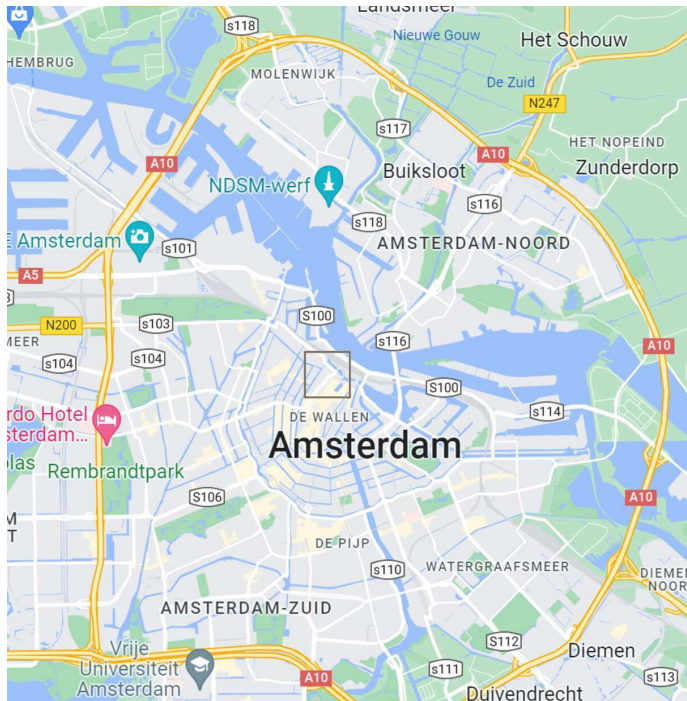 Landsmeer
s118
Nieuwe Gouw
Het Schouw
HEMBRUG
MOLENWIJK
De Zuid
N247
s117
HET NOPEIND
A10
A10
Buiksloot
Zunderdorp
NDSM-werf
s116
s118
E Amsterdam
s101
AMSTERDAM-NOORD
A5
S100
N200
s103
s116
MEER
s104
s104
A10
S100
DE WALLEN
s114
rdo Hotel
sterdam...
Amsterdam
olas
Rembrandtpark
S106
A10
M
T
DE PIJP
s110
WATERGRAAFSMEER
DIEMEN
NOOR
AMSTERDAM-ZUID
S112
Vrije
Universiteit
Amsterdam
Diemen
s111
s113
A10
Duivendrecht